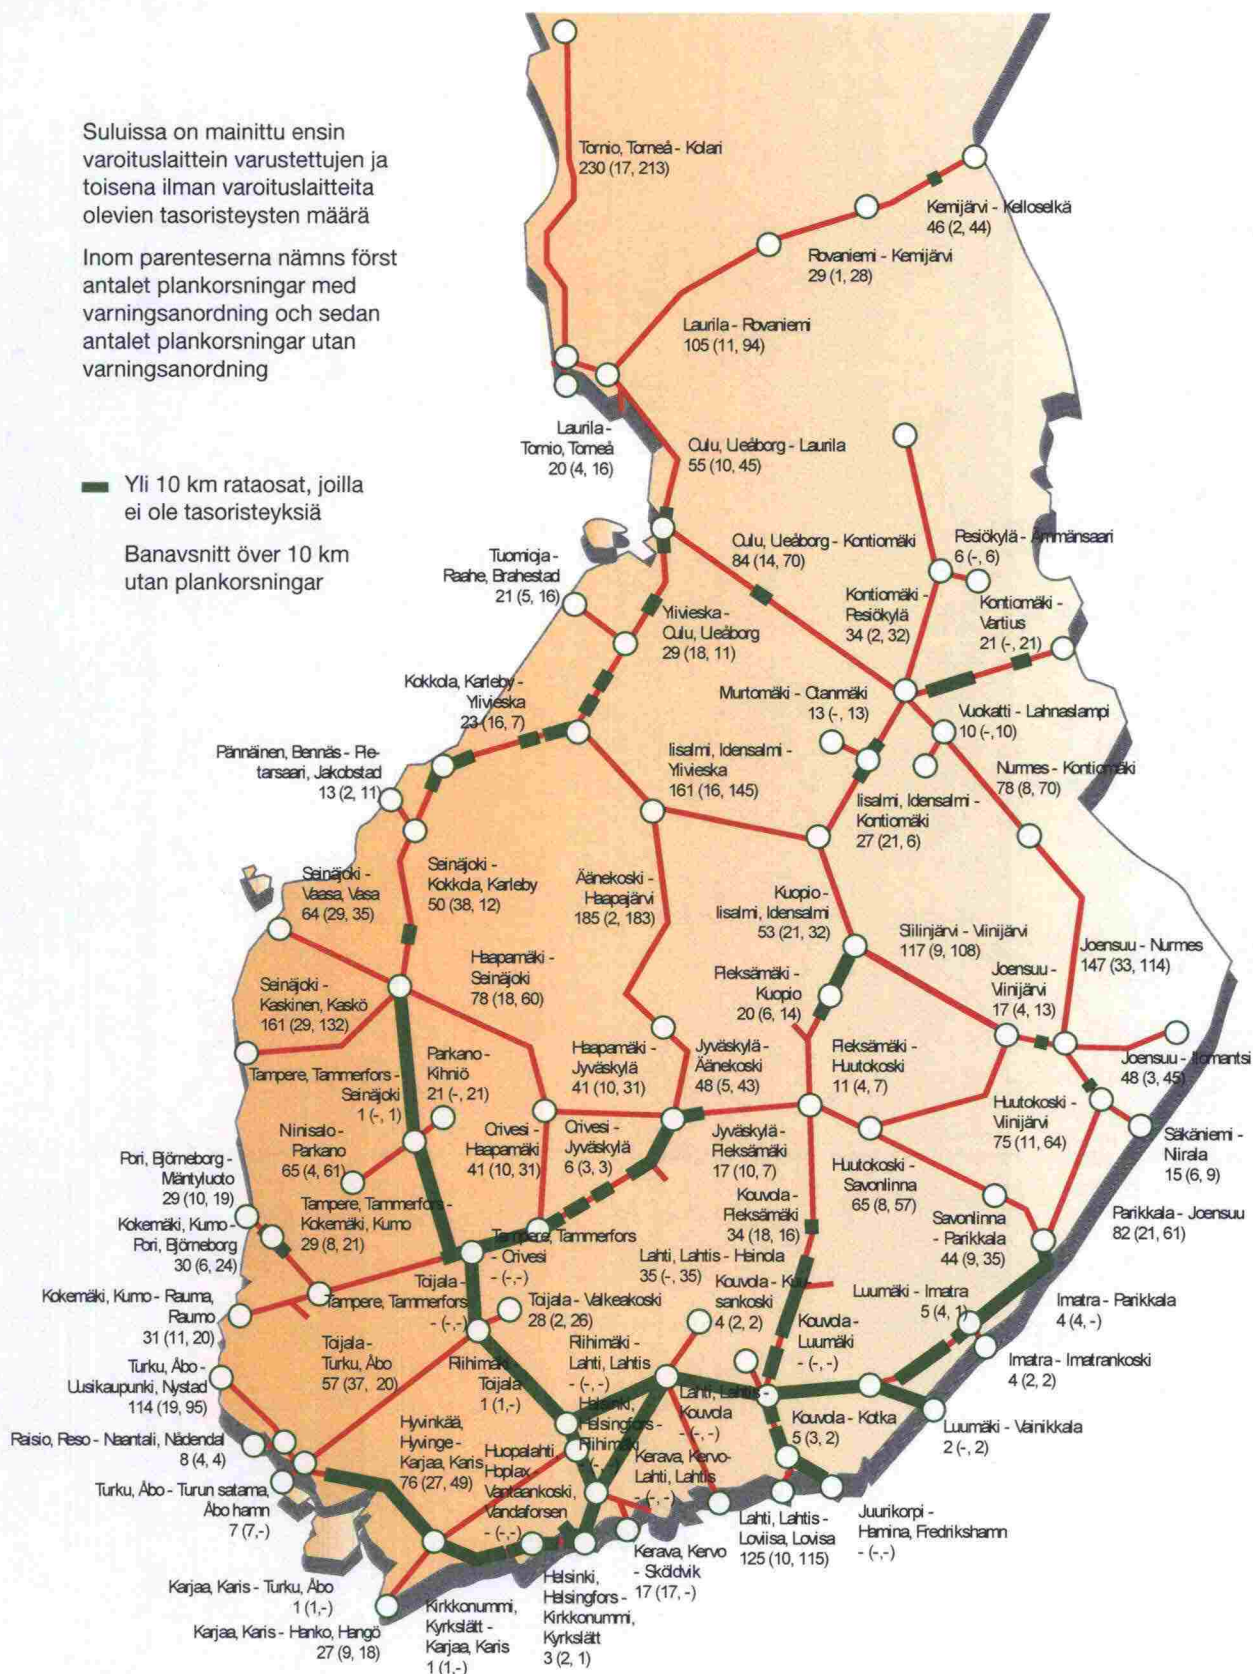 Suluissa on mainittu ensin
varoituslaittein varustettujen ja
toisena ilman varoituslaitteita
olevien tasoristeysten määrä
Inom parenteserna nämns först
antalet plankorsningar med
varningsanordning och sedan
antalet plankorsningar utan
varningsanordning
Yli 10 km rataosat, joilla
ei ole tasoristeyksiä
Banavsnitt över 10 km
utan plankorsningar
Tornio, Torneå - Kolari
230 (17, 213)
Kemijärvi - Kelloselkä
46 (2, 44)
Rovaniemi - Kemijärvi
29 (1, 28)
Laurila - Rovaniemi
105 (11, 94)
Laurila -
Tornio, Torneå
20 (4, 16)
Oulu, Uleåborg - Laurila
55 (10, 45)
Oulu, Uleåborg - Kontiomäki
84 (14, 70)
Pesiökylä - Ämmänsaari
6 (-, 6)
Tuomioja -
Raahe, Brahestad
21 (5, 16)
Kontiomäki -
Pesiökylä
34 (2, 32)
Kontiomäki -
Vartius
21 (-, 21)
Ylivieska -
Oulu, Uleåborg
29 (18, 11)
Kokkola, Karleby -
Ylivieska
23 (16, 7)
Murtomäki - Otanmäki
13 (-, 13)
Vuokatti - Lahnaslampi
10 (-,10)
Pännäinen, Bennäs - Pie-
tarsaari, Jakobstad
13 (2, 11)
Iisalmi, Idensalmi -
Ylivieska
161 (16, 145)
Nurmes - Kontiomäki
78 (8, 70)
Iisalmi, Idensalmi -
Kontiomäki
27 (21, 6)
Seinäjoki -
Vaasa, Vasa
64 (29, 35)
Seinäjoki -
Kokkola, Karleby
50 (38, 12)
Äänekoski -
Haapajärvi
185 (2, 183)
Kuopio -
Iisalmi, Idensalmi
53 (21, 32)
Siilinjärvi - Viinijärvi
117 (9, 108)
Joensuu - Nurmes
147 (33, 114)
Haapamäki -
Seinäjoki
78 (18, 60)
Pieksämäki -
Kuopio
20 (6, 14)
Joensuu -
Viinijärvi
17 (4, 13)
Seinäjoki -
Kaskinen, Kaskö
161 (29, 132)
Tampere, Tammerfors -
Seinäjoki
1 (-, 1)
Parkano -
Kihniö
21 (-, 21)
Haapamäki -
Jyväskylä
41 (10, 31)
Jyväskylä -
Äänekoski
48 (5, 43)
Pieksämäki -
Huutokoski
11 (4, 7)
Joensuu - Ilomantsi
48 (3, 45)
Huutokoski -
Viinijärvi
75 (11, 64)
Niinisalo -
Parkano
65 (4, 61)
Orivesi -
Haapamäki
41 (10, 31)
Orivesi -
Jyväskylä
6 (3, 3)
Jyväskylä -
Pieksämäki
17 (10, 7)
Huutokoski -
Savonlinna
65 (8, 57)
Säkäniemi -
Niirala
15 (6, 9)
Pori, Björneborg -
Mäntyluoto
29 (10, 19)
Tampere, Tammerfors -
Kokemäki, Kumo
29 (8, 21)
Kouvola -
Pieksämäki
34 (18, 16)
Savonlinna
- Parikkala
44 (9, 35)
Parikkala - Joensuu
82 (21, 61)
Kokemäki, Kumo -
Pori, Björneborg
30 (6, 24)
Tampere, Tammerfors
- Orivesi
- (-,-)
Lahti, Lahtis - Heinola
35 (-, 35)
Kouvola - Kuu-
sankoski
4 (2, 2)
Luumäki - Imatra
5 (4, 1)
Imatra - Parikkala
4 (4, -)
Kokemäki, Kumo - Rauma,
Raumo
31 (11, 20)
Toijala -
Tampere, Tammerfors
- (-,-)
Toijala - Valkeakoski
28 (2, 26)
Kouvola -
Luumäki
- (-, -)
Imatra - Imatrankoski
4 (2, 2)
Turku, Åbo -
Uusikaupunki, Nystad
114 (19, 95)
Toijala -
Turku, Åbo
57 (37, 20)
Riihimäki -
Toijala
1 (1,-)
Riihimäki -
Lahti, Lahtis
- (-, -)
Lahti, Lahtis -
Kouvola
- (-, -)
Kouvola - Kotka
5 (3, 2)
Luumäki - Vainikkala
2 (-, 2)
Raisio, Reso - Naantali, Nådendal
8 (4, 4)
Hyvinkää,
Hyvinge -
Karjaa, Karis
76 (27, 49)
Helsinki,
Helsingfors -
Riihimäki
- (-, -)
Huopalahti
Hoplax -
Vantaankoski,
Vandaforsen
- (-,-)
Kerava, Kervo-
Lahti, Lahtis
- (-, -)
Turku, Åbo - Turun satama,
Åbo hamn
7 (7,-)
Lahti, Lahtis -
Loviisa, Lovisa
125 (10, 115)
Juurikorpi -
Hamina, Fredrikshamn
- (-,-)
Kerava, Kervo
- Sköldvik
17 (17, -)
Karjaa, Karis - Turku, Åbo
1 (1,-)
Karjaa, Karis - Hanko, Hangö
27 (9, 18)
Kirkkonummi,
Kyrkslätt -
Karjaa, Karis
1 (1,-)
Helsinki,
Helsingfors -
Kirkkonummi,
Kyrkslätt
3 (2, 1)